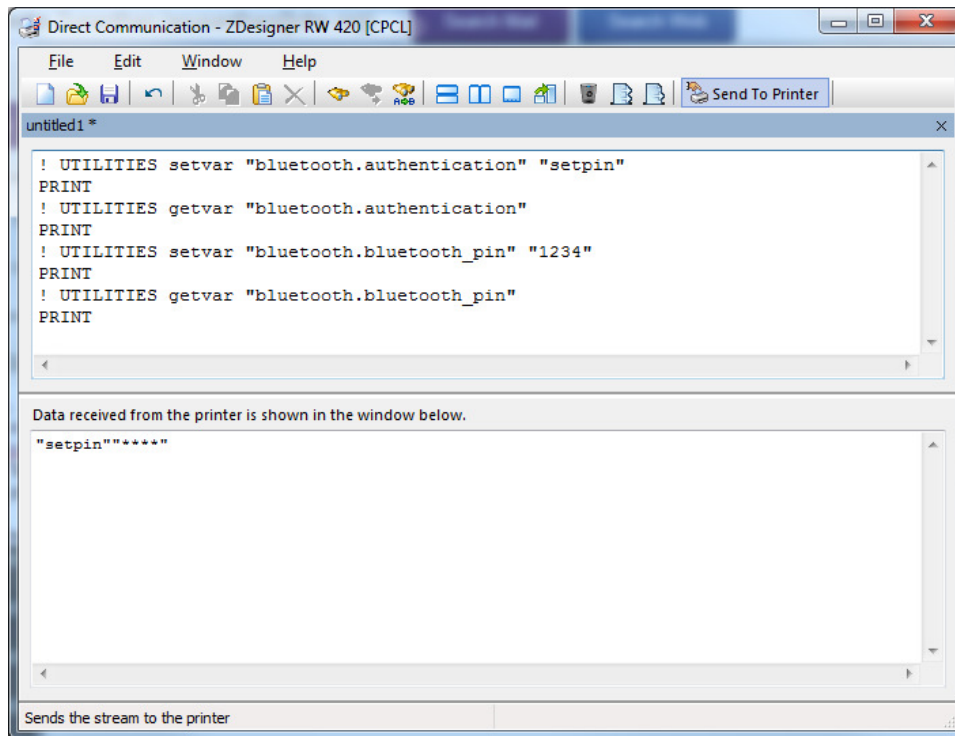 Direct Communication - ZDesigner RW 420 [CPCL]
File Edit Window Help
Send To Printer
untitled1 *
! UTILITIES setvar "bluetooth.authentication" "setpin"
PRINT
! UTILITIES getvar "bluetooth.authentication"
PRINT
! UTILITIES setvar "bluetooth.bluetooth_pin" "1234"
PRINT
! UTILITIES getvar "bluetooth.bluetooth_pin"
PRINT
Data received from the printer is shown in the window below.
"setpin""****"
Sends the stream to the printer